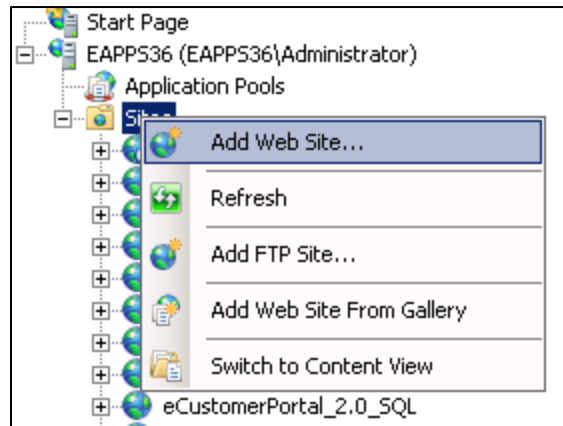 Start Page
EAPPS36 (EAPPS36\Administrator)
Application Pools
Sites
Add Web Site...
Refresh
Add FTP Site...
Add Web Site From Gallery
Switch to Content View
eCustomerPortal_2.0_SQL